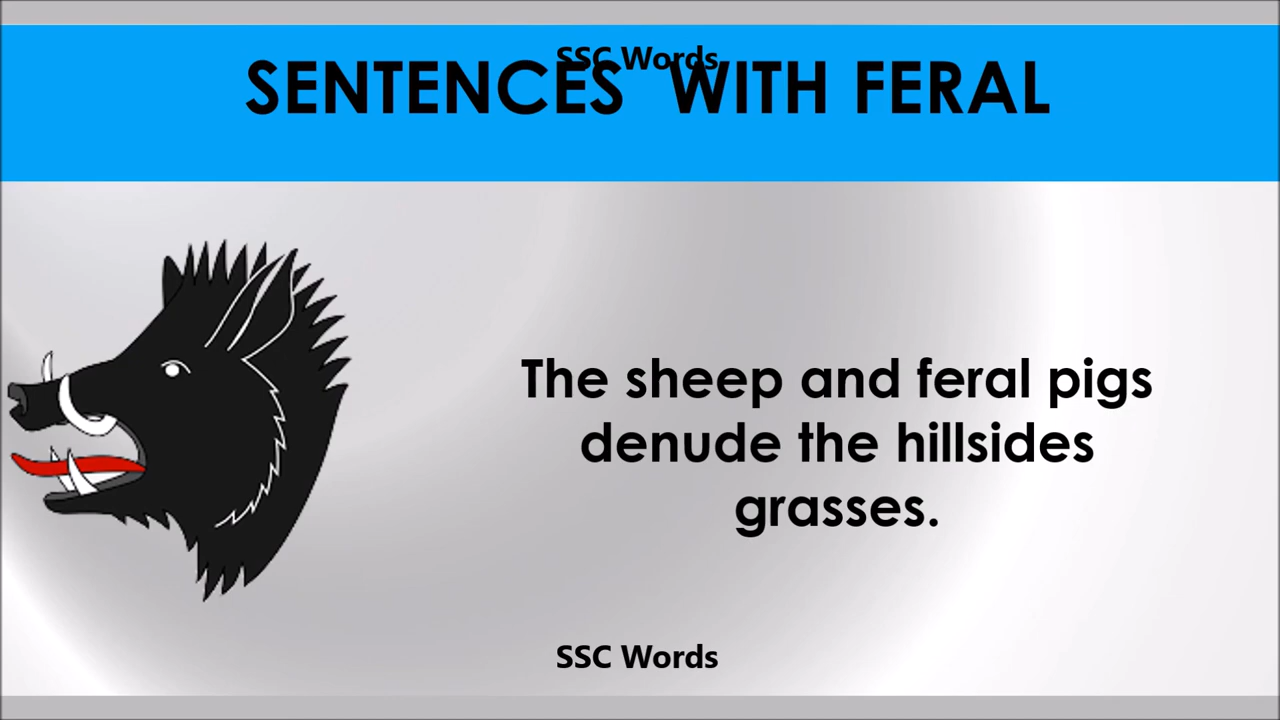 SSC Words
SENTENCES WITH FERAL
The sheep and feral pigs
denude the hillsides
grasses.
SSC Words